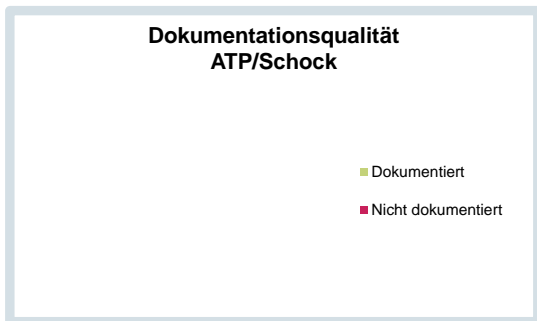 Dokumentationsqualität
ATP/Schock
Dokumentiert
Nicht dokumentiert